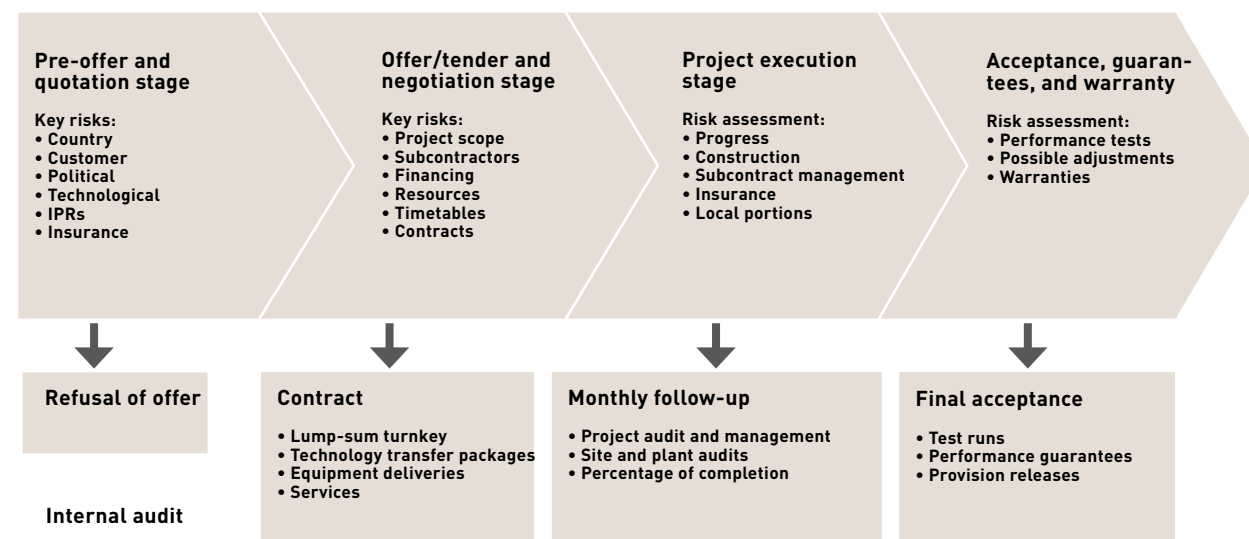 Pre-offer and
quotation stage
Key risks:
• Country
• Customer
• Political
• Technological
• IPRs
• Insurance
Offer/tender and
negotiation stage
Key risks:
• Project scope
• Subcontractors
• Financing
• Resources
• Timetables
• Contracts
Project execution
stage
Risk assessment:
• Progress
• Construction
• Subcontract management
• Insurance
• Local portions
Acceptance, guaran-
tees, and warranty
Risk assessment:
• Performance tests
• Possible adjustments
• Warranties
Refusal of offer
Internal audit
Contract
• Lump-sum turnkey
• Technology transfer packages
• Equipment deliveries
• Services
Monthly follow-up
• Project audit and management
• Site and plant audits
• Percentage of completion
Final acceptance
• Test runs
• Performance guarantees
• Provision releases